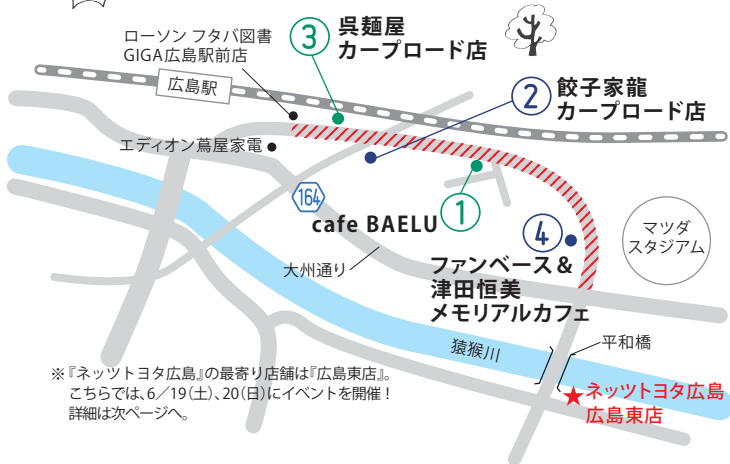 ローソン フタバ図書
GIGA広島駅前店
③ 呉麺屋
カープロード店
広島駅
② 餃子家龍
カープロード店
エディオン蔦屋家電
164
cafe BAELU ①
④
マツダ
スタジアム
ファンベース&
津田恒美
メモリアルカフェ
大州通り
猿猴川
平和橋
※『ネッツトヨタ広島』の最寄り店舗は『広島東店』。
こちらでは、6/19(土)、20(日)にイベントを開催!
詳細は次ページへ。
★ネッツトヨタ広島
広島東店